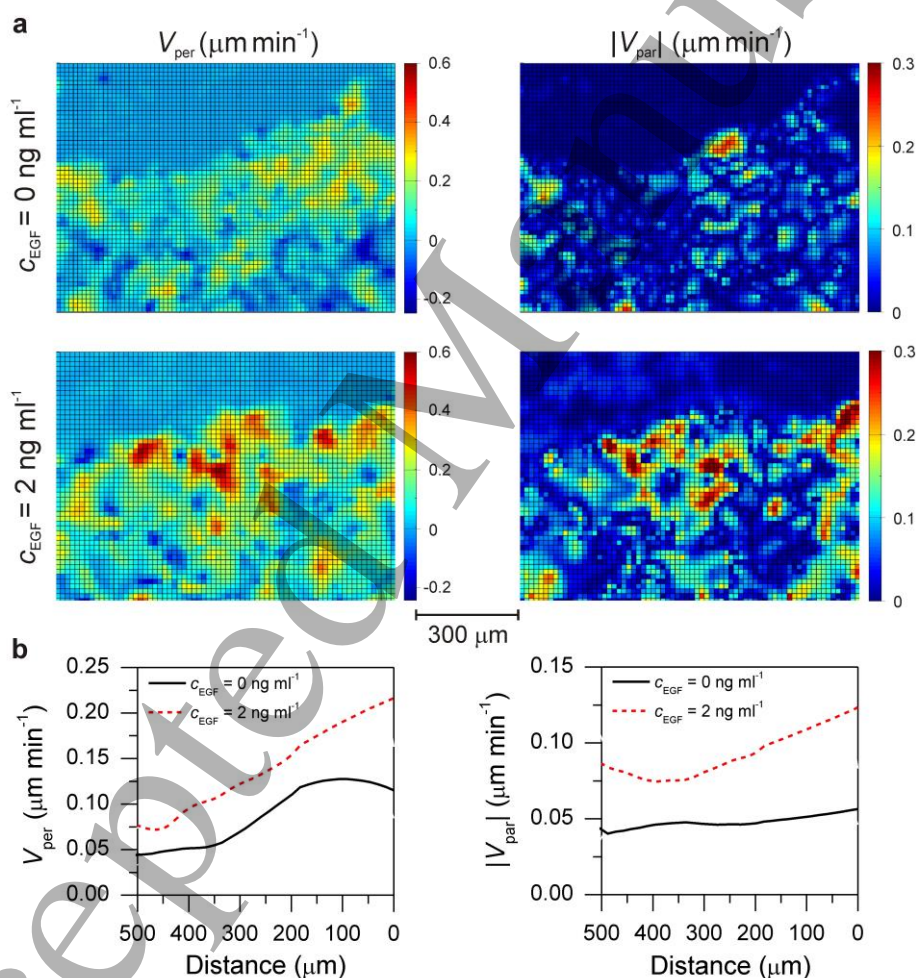 a
V_per (µm min⁻¹)
|V_par| (µm min⁻¹)
c_EGF = 0 ng ml⁻¹
0.6
0.4
0.2
0
-0.2
0.3
0.2
0.1
0
c_EGF = 2 ng ml⁻¹
0.6
0.4
0.2
0
-0.2
0.3
0.2
0.1
0
300 µm
b
V_per (µm min⁻¹)
0.25
0.20
0.15
0.10
0.05
0.00
c_EGF = 0 ng ml⁻¹
c_EGF = 2 ng ml⁻¹
500 400 300 200 100 0
Distance (µm)
|V_par| (µm min⁻¹)
0.15
0.10
0.05
0.00
c_EGF = 0 ng ml⁻¹
c_EGF = 2 ng ml⁻¹
500 400 300 200 100 0
Distance (µm)